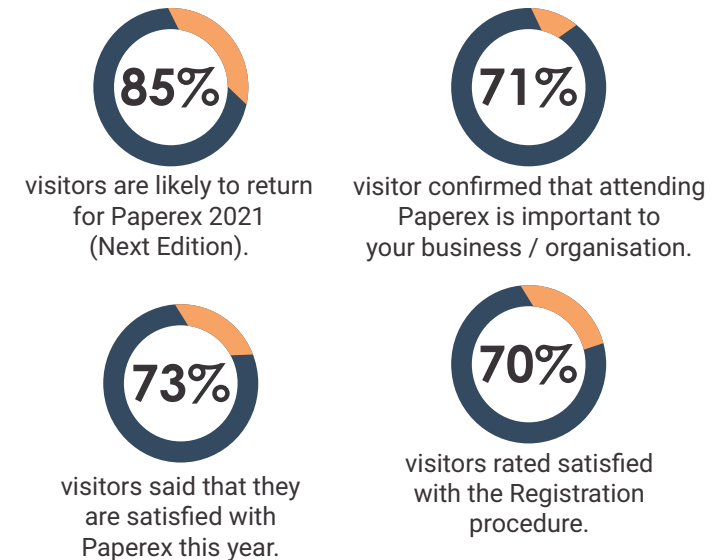 85%
visitors are likely to return
for Paperex 2021
(Next Edition).
71%
visitor confirmed that attending
Paperex is important to
your business / organisation.
73%
visitors said that they
are satisfied with
Paperex this year.
70%
visitors rated satisfied
with the Registration
procedure.